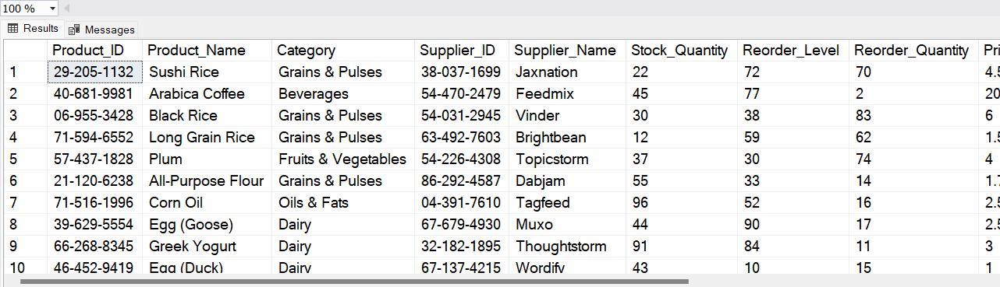 100 %
Results Messages
Product_ID Product_Name Category Supplier_ID Supplier_Name Stock_Quantity Reorder_Level Reorder_Quantity Pri
1 29-205-1132 Sushi Rice Grains & Pulses 38-037-1699 Jaxnation 22 72 70 4.5
2 40-681-9981 Arabica Coffee Beverages 54-470-2479 Feedmix 45 77 2 20
3 06-955-3428 Black Rice Grains & Pulses 54-031-2945 Vinder 30 38 83 6
4 71-594-6552 Long Grain Rice Grains & Pulses 63-492-7603 Brightbean 12 59 62 1.5
5 57-437-1828 Plum Fruits & Vegetables 54-226-4308 Topicstorm 37 30 74 4
6 21-120-6238 All-Purpose Flour Grains & Pulses 86-292-4587 Dabjam 55 33 14 1.7
7 71-516-1996 Corn Oil Oils & Fats 04-391-7610 Tagfeed 96 52 16 2.5
8 39-629-5554 Egg (Goose) Dairy 67-679-4930 Muxo 44 90 17 2.5
9 66-268-8345 Greek Yogurt Dairy 32-182-1895 Thoughtstorm 91 84 11 3
10 46-452-9419 Egg (Duck) Dairy 67-137-4215 Wordify 43 10 15 1